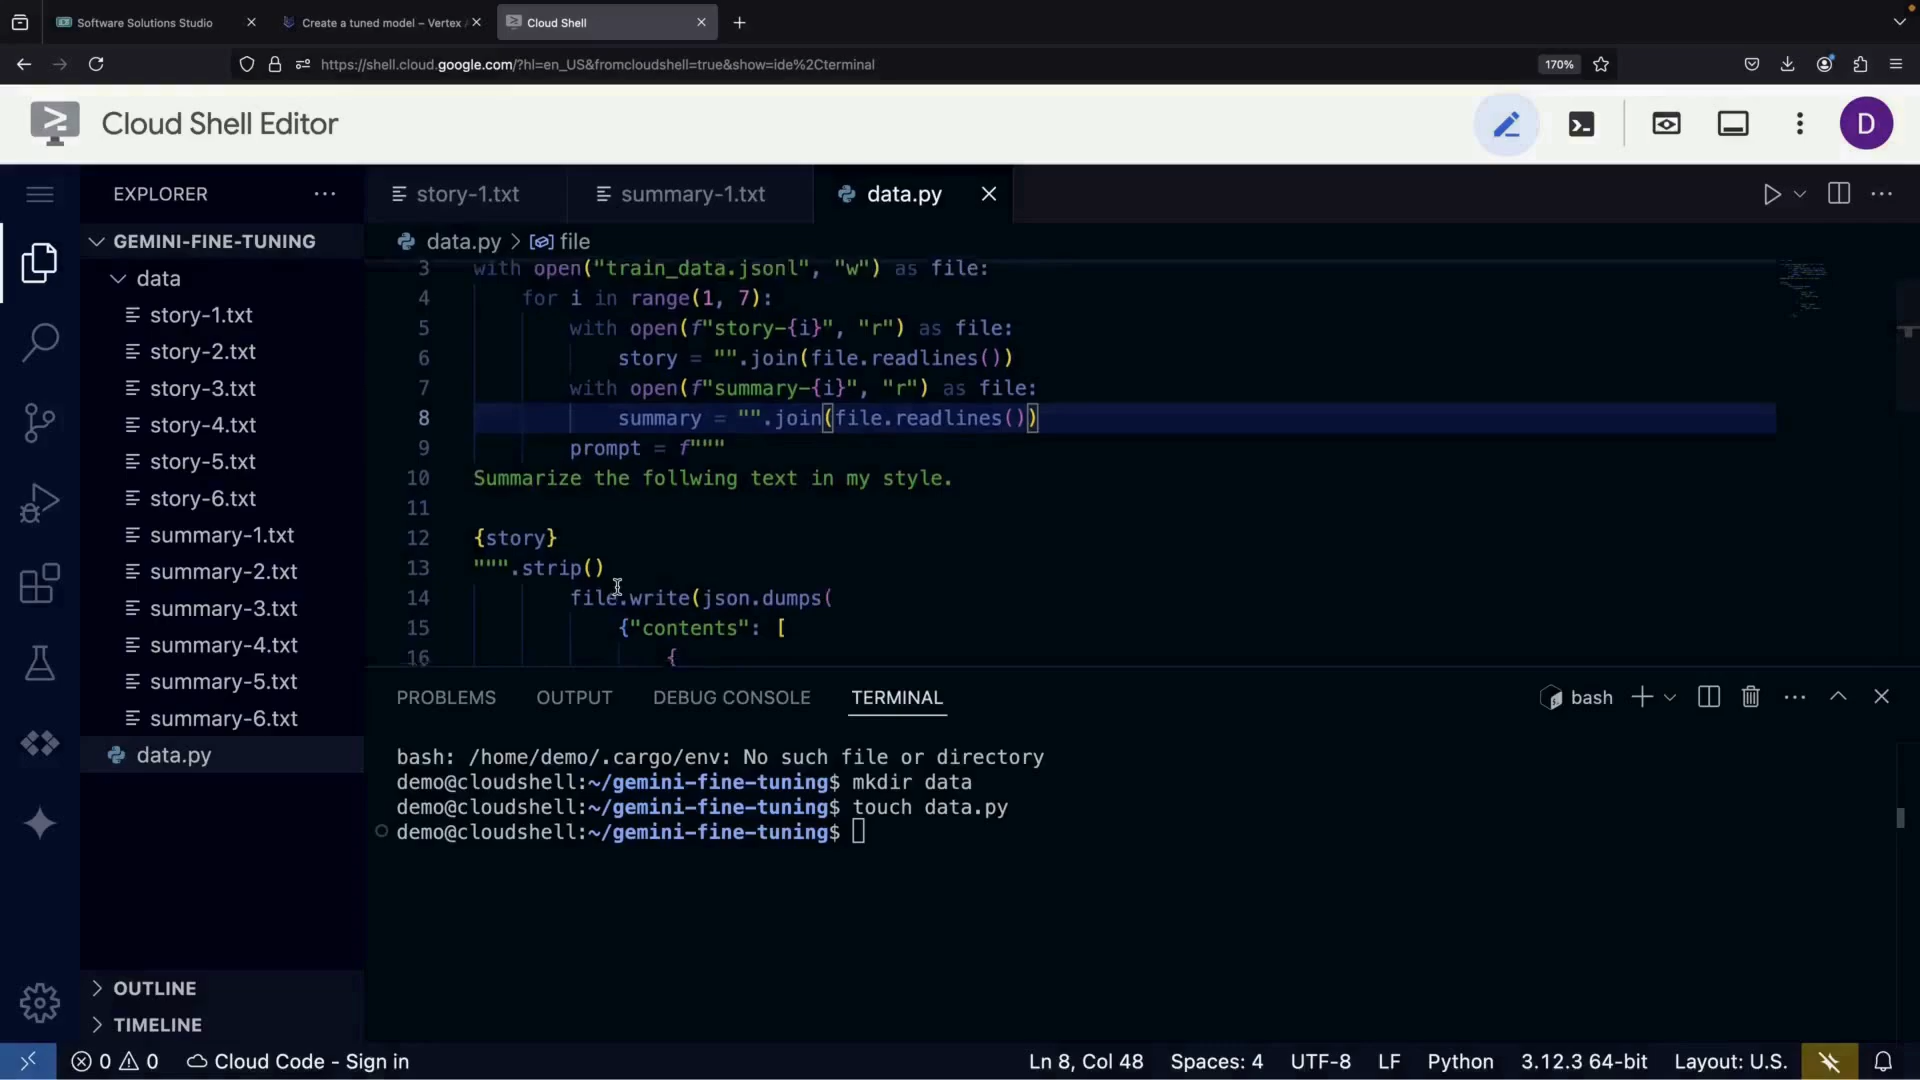 Software Solutions Studio
Create a tuned model – Vertex
Cloud Shell
https://shell.cloud.google.com/?hl=en_US&fromcloudshell=true&show=ide%2Cterminal
170%
Cloud Shell Editor
D
EXPLORER
story-1.txt
summary-1.txt
data.py
GEMINI-FINE-TUNING
data.py > file
data
story-1.txt
story-2.txt
story-3.txt
story-4.txt
story-5.txt
story-6.txt
summary-1.txt
summary-2.txt
summary-3.txt
summary-4.txt
summary-5.txt
summary-6.txt
data.py
OUTLINE
TIMELINE
3 with open("train_data.jsonl", "w") as file:
4 for i in range(1, 7):
5 with open(f"story-{i}", "r") as file:
6 story = "".join(file.readlines())
7 with open(f"summary-{i}", "r") as file:
8 summary = "".join(file.readlines())
9 prompt = f"""
10 Summarize the follwing text in my style.
11
12 {story}
13 """.strip()
14 file.write(json.dumps(
15 {"contents": [
16 {
PROBLEMS OUTPUT DEBUG CONSOLE TERMINAL
bash
bash: /home/demo/.cargo/env: No such file or directory
demo@cloudshell:~/gemini-fine-tuning$ mkdir data
demo@cloudshell:~/gemini-fine-tuning$ touch data.py
demo@cloudshell:~/gemini-fine-tuning$
0 0 Cloud Code - Sign in
Ln 8, Col 48 Spaces: 4 UTF-8 LF Python 3.12.3 64-bit Layout: U.S.